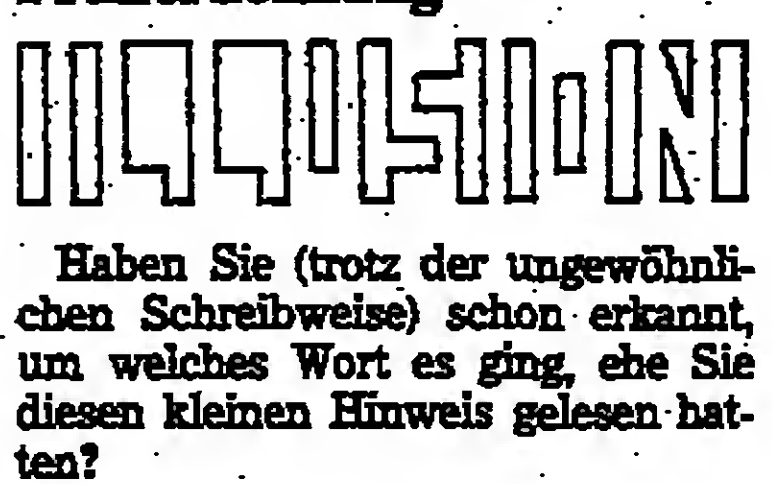 ILLUSION
Haben Sie (trotz der ungewöhnli-
chen Schreibweise) schon erkannt,
um welches Wort es ging, ehe Sie
diesen kleinen Hinweis gelesen hat-
ten?